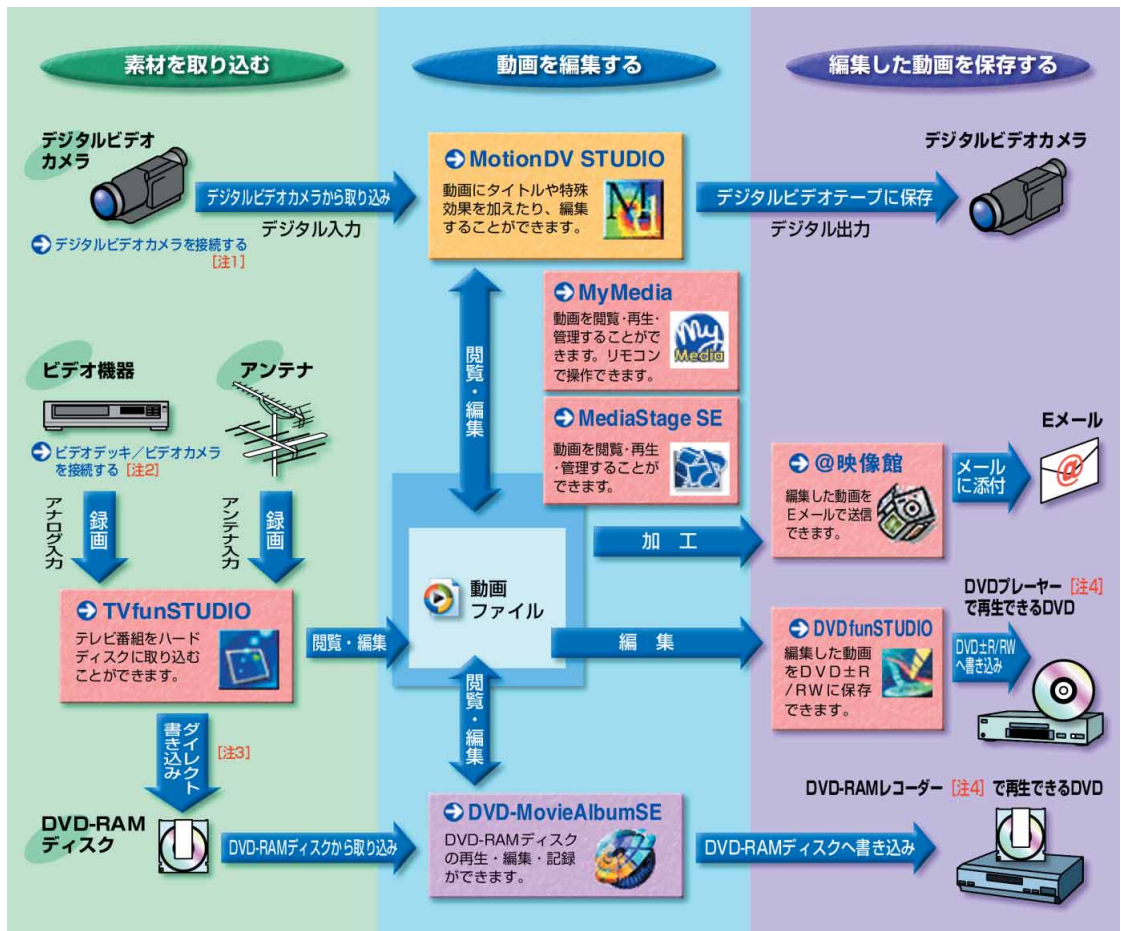 素材を取り込む
動画を編集する
編集した動画を保存する
デジタルビデオ
カメラ
デジタルビデオカメラから取り込み
デジタル入力
デジタルビデオカメラを接続する
[注1]
MotionDV STUDIO
動画にタイトルや特殊
効果を加えたり、編集
することができます。
デジタルビデオテープに保存
デジタル出力
デジタルビデオカメラ
閲覧・編集
MyMedia
動画を閲覧・再生・
管理することがで
きます。リモコン
で操作できます。
My
Media
MediaStage SE
動画を閲覧・再生
・管理することが
できます。
ビデオ機器
アンテナ
ビデオデッキ/ビデオカメラ
を接続する [注2]
アナログ入力
録画
アンテナ入力
録画
TVfunSTUDIO
テレビ番組をハード
ディスクに取り込む
ことができます。
閲覧・編集
動画
ファイル
加 工
@映像館
編集した動画を
Eメールで送信
できます。
メール
に添付
Eメール
@
編 集
DVDfunSTUDIO
編集した動画
をDVD±R
/RWに保存
できます。
DVD±R/RW
へ書き込み
DVDプレーヤー [注4]
で再生できるDVD
ダイレクト
書き込み
[注3]
閲覧・編集
DVD-RAM
ディスク
DVD-RAMディスクから取り込み
DVD-MovieAlbumSE
DVD-RAMディスク
の再生・編集・記録
ができます。
DVD-RAMディスクへ書き込み
DVD-RAMレコーダー [注4] で再生できるDVD